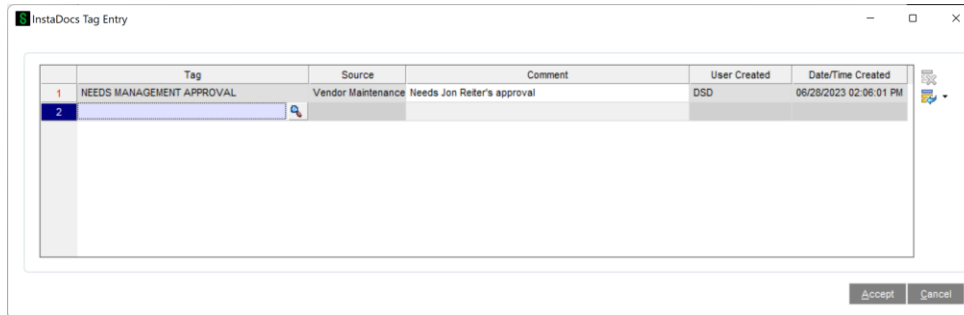 InstaDocs Tag Entry
Tag Source Comment User Created Date/Time Created
1 NEEDS MANAGEMENT APPROVAL Vendor Maintenance Needs Jon Reiter's approval DSD 06/28/2023 02:06:01 PM
2
Accept Cancel